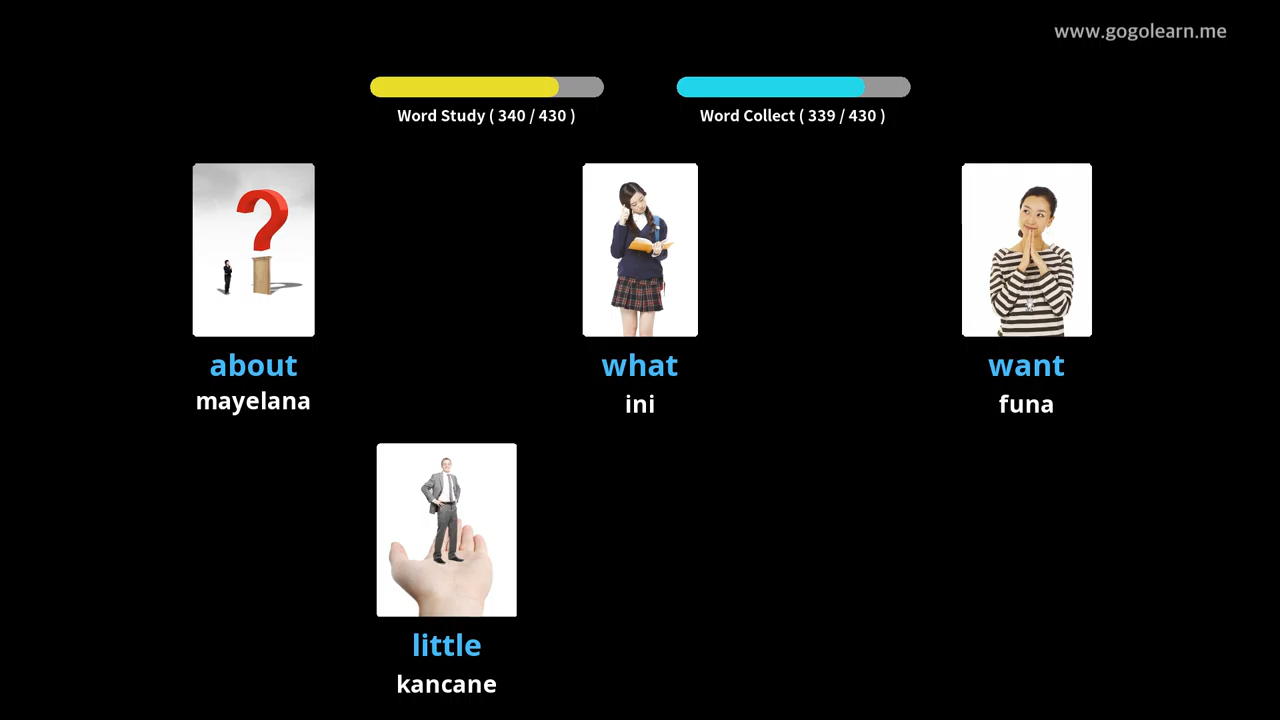 www.gogolearn.me
Word Study ( 340 / 430 )
Word Collect ( 339 / 430 )
about
mayelana
what
ini
want
funa
little
kancane